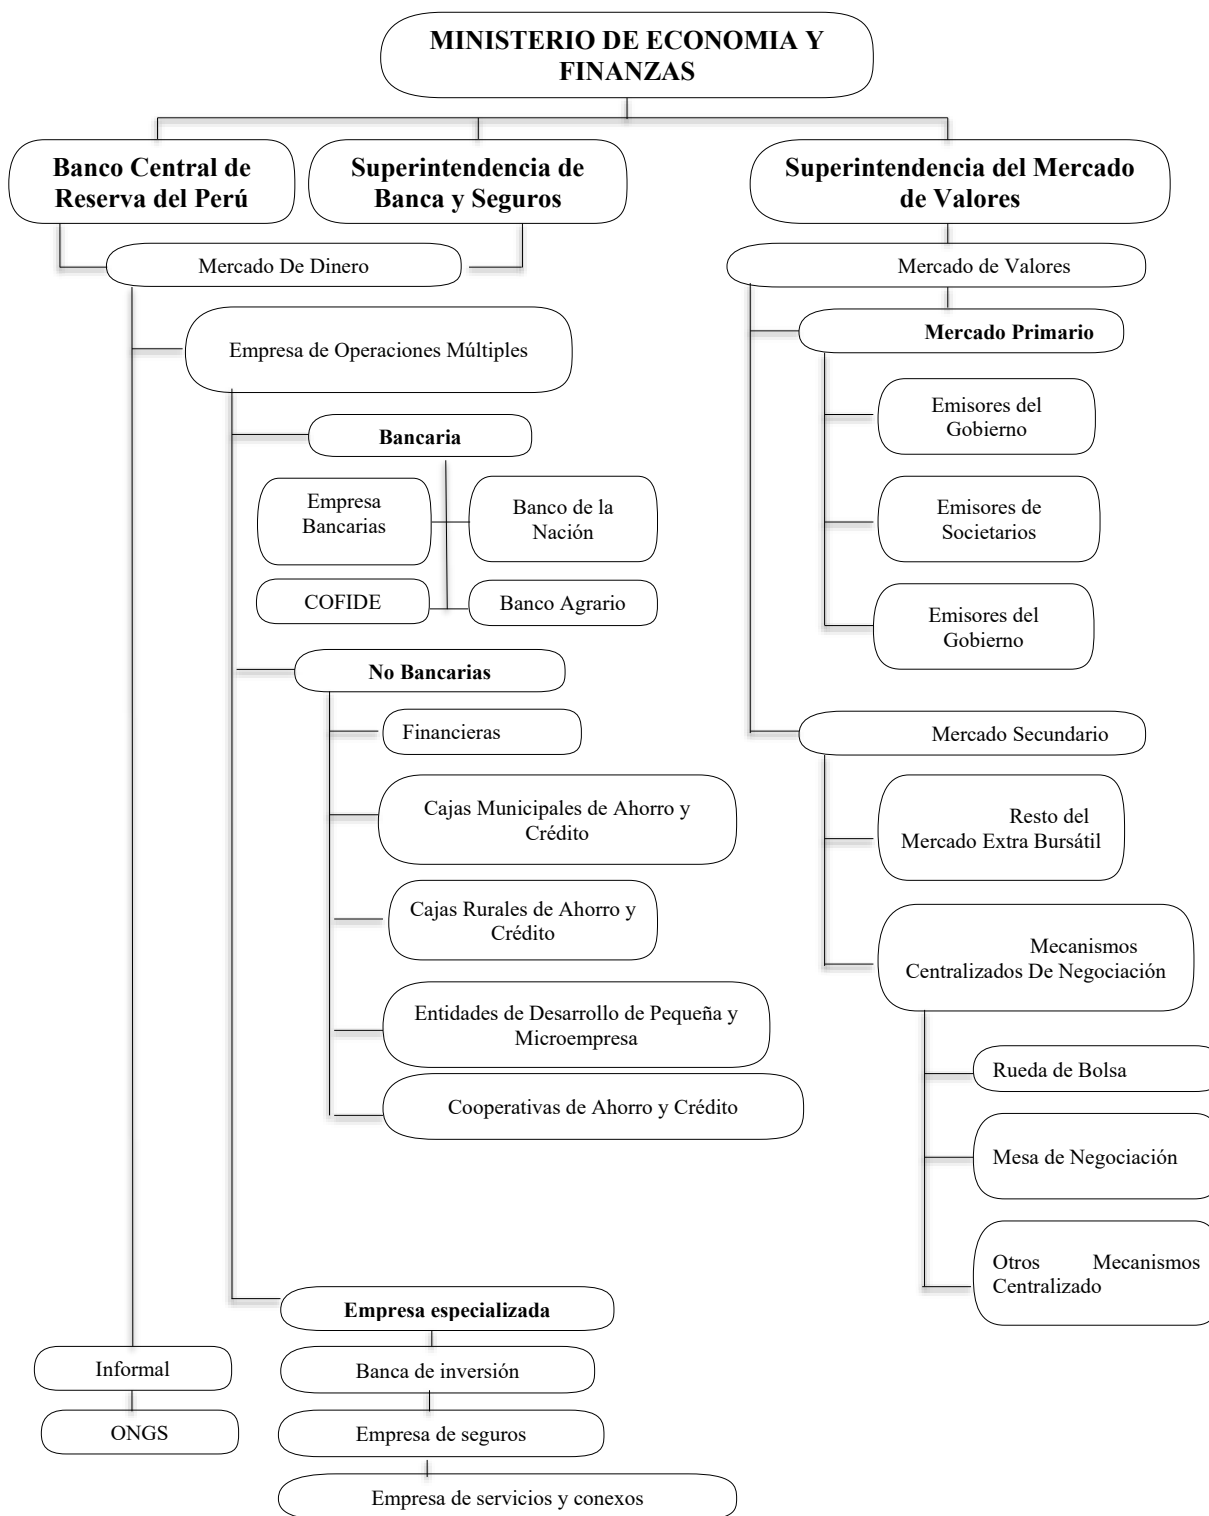 MINISTERIO DE ECONOMIA Y
FINANZAS
Banco Central de
Reserva del Perú
Superintendencia de
Banca y Seguros
Superintendencia del Mercado
de Valores
Mercado De Dinero
Mercado de Valores
Empresa de Operaciones Múltiples
Mercado Primario
Emisores del
Gobierno
Bancaria
Empresa
Bancarias
Banco de la
Nación
Emisores de
Societarios
COFIDE
Banco Agrario
Emisores del
Gobierno
No Bancarias
Financieras
Mercado Secundario
Cajas Municipales de Ahorro y
Crédito
Resto del
Mercado Extra Bursátil
Cajas Rurales de Ahorro y
Crédito
Mecanismos
Centralizados De Negociación
Entidades de Desarrollo de Pequeña y
Microempresa
Rueda de Bolsa
Cooperativas de Ahorro y Crédito
Mesa de Negociación
Otros Mecanismos
Centralizado
Empresa especializada
Informal
Banca de inversión
ONGS
Empresa de seguros
Empresa de servicios y conexos